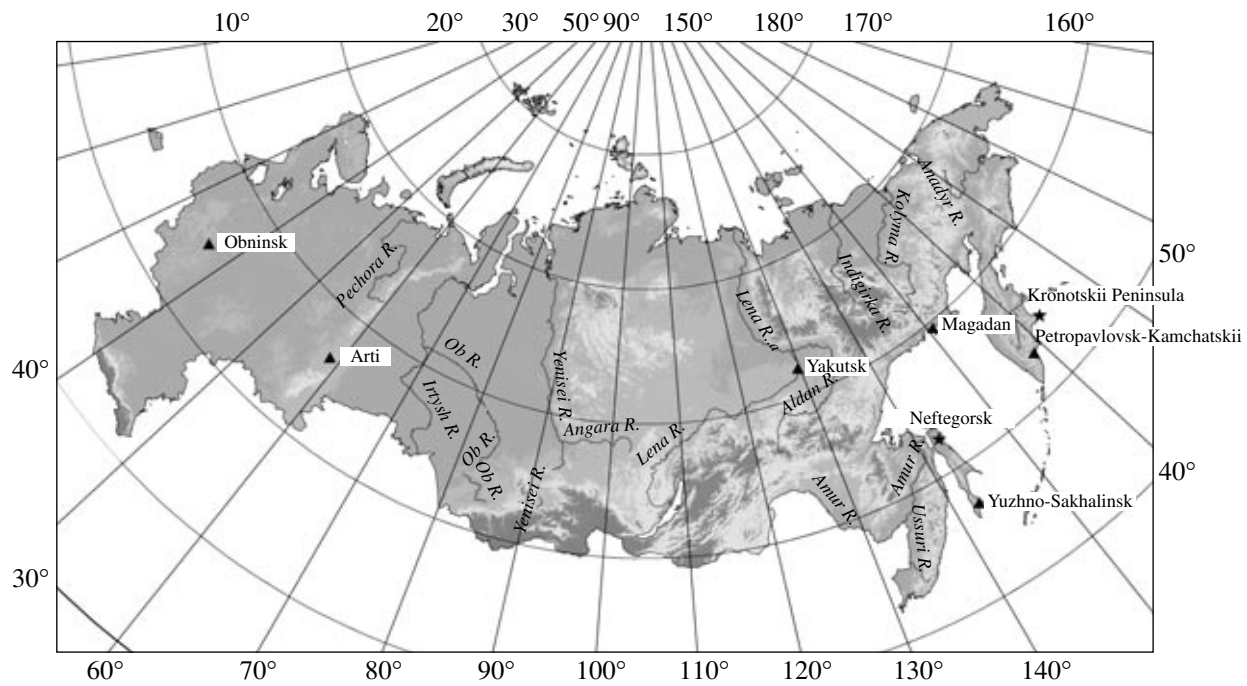 10° 20° 30° 50° 90° 150° 180° 170° 160°
Anadyr R.
Kolyma R.
Obninsk
50°
Pechora R.
Indigirka R.
Kronotskii Peninsula
Lena R.
Magadan
Petropavlovsk-Kamchatskii
Arti
Ob R.
Yakutsk
40°
Yenisei R.
Aldan R.
Irtysh R.
Neftegorsk
Angara R.
Lena R.
Ob R.
Amur R.
40°
Ob R.
Yenisei R.
Amur R.
Yuzhno-Sakhalinsk
Ussuri R.
30°
60° 70° 80° 90° 100° 110° 120° 130° 140°